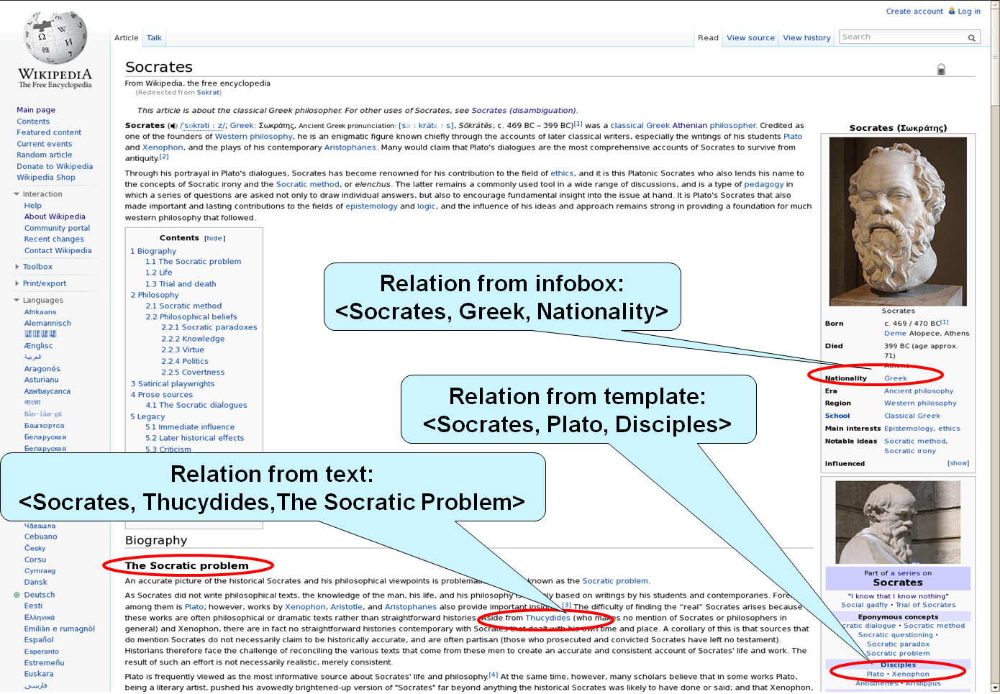 Create account Log in
Article Talk Read View source View history Search
WIKIPEDIA
The Free Encyclopedia
Main page
Contents
Featured content
Current events
Random article
Donate to Wikipedia
Wikipedia Shop
Interaction
Help
About Wikipedia
Community portal
Recent changes
Contact Wikipedia
Toolbox
Print/export
Languages
Afrikaans
Alemannisch
Ænglisc
العربية
Aragonés
Asturianu
Azərbaycanca
বাংলা
Bân-lâm-gú
Башҡортса
Беларуская
Беларуская
Чӑвашла
Cebuano
Česky
Corsu
Cymraeg
Dansk
Deutsch
Eesti
Ελληνικά
Emiliàn e rumagnòl
Español
Esperanto
Estremeñu
Euskara
فارسی
Socrates
From Wikipedia, the free encyclopedia
(Redirected from Sokrat)
This article is about the classical Greek philosopher. For other uses of Socrates, see Socrates (disambiguation).
Socrates (/ˈsɒkrətiːz/; Greek: Σωκράτης, Ancient Greek pronunciation: [sɔːkrátɛːs], Sōkrátēs; c. 469 BC – 399 BC)[1] was a classical Greek Athenian philosopher. Credited as
one of the founders of Western philosophy, he is an enigmatic figure known chiefly through the accounts of later classical writers, especially the writings of his students Plato
and Xenophon, and the plays of his contemporary Aristophanes. Many would claim that Plato's dialogues are the most comprehensive accounts of Socrates to survive from
antiquity.[2]
Through his portrayal in Plato's dialogues, Socrates has become renowned for his contribution to the field of ethics, and it is this Platonic Socrates who also lends his name to
the concepts of Socratic irony and the Socratic method, or elenchus. The latter remains a commonly used tool in a wide range of discussions, and is a type of pedagogy in
which a series of questions are asked not only to draw individual answers, but also to encourage fundamental insight into the issue at hand. It is Plato's Socrates that also
made important and lasting contributions to the fields of epistemology and logic, and the influence of his ideas and approach remains strong in providing a foundation for much
western philosophy that followed.
Contents [hide]
1 Biography
1.1 The Socratic problem
1.2 Life
1.3 Trial and death
2 Philosophy
2.1 Socratic method
2.2 Philosophical beliefs
2.2.1 Socratic paradoxes
2.2.2 Knowledge
2.2.3 Virtue
2.2.4 Politics
2.2.5 Covertness
3 Satirical playwrights
4 Prose sources
4.1 The Socratic dialogues
5 Legacy
5.1 Immediate influence
5.2 Later historical effects
5.3 Criticism
Relation from infobox:
<Socrates, Greek, Nationality>
Relation from template:
<Socrates, Plato, Disciples>
Relation from text:
<Socrates, Thucydides,The Socratic Problem>
Biography
The Socratic problem
An accurate picture of the historical Socrates and his philosophical viewpoints is known as the Socratic problem.
As Socrates did not write philosophical texts, the knowledge of the man, his life, and his philosophy based on writings by his students and contemporaries.
among them is Plato; however, works by Xenophon, Aristotle, and Aristophanes also provide important [3] The difficulty of finding the “real” Socrates arises because
these works are often philosophical or dramatic texts rather than straightforward histories. Aside from Thucydides (who makes no mention of Socrates or philosophers in
general) and Xenophon, there are in fact no straightforward histories contemporary with Socrates that dealt with his own time and place. A corollary of this is that sources that
do mention Socrates do not necessarily claim to be historically accurate, and are often partisan (those who prosecuted and convicted Socrates have left no testament).
Historians therefore face the challenge of reconciling the various texts that come from these men to create an accurate and consistent account of Socrates' life and work. The
result of such an effort is not necessarily realistic, merely consistent.
Plato is frequently viewed as the most informative source about Socrates' life and philosophy.[4] At the same time, however, many scholars believe that in some works Plato,
being a literary artist, pushed his avowedly brightened-up version of "Socrates" far beyond anything the historical Socrates was likely to have done or said; and that Xenophon,
Socrates (Σωκράτης)
Socrates
Born c. 469 / 470 BC[1]
Deme Alopece, Athens
Died 399 BC (age approx.
71)
Athens
Nationality Greek
Era Ancient philosophy
Region Western philosophy
School Classical Greek
Main interests Epistemology, ethics
Notable ideas Socratic method,
Socratic irony
Influenced [show]
Part of a series on
Socrates
"I know that I know nothing"
Social gadfly · Trial of Socrates
Eponymous concepts
dialogue · Socratic method
Socratic questioning ·
Socratic paradox
Socratic problem
Disciples
Plato · Xenophon
Antisthenes · Aristippus